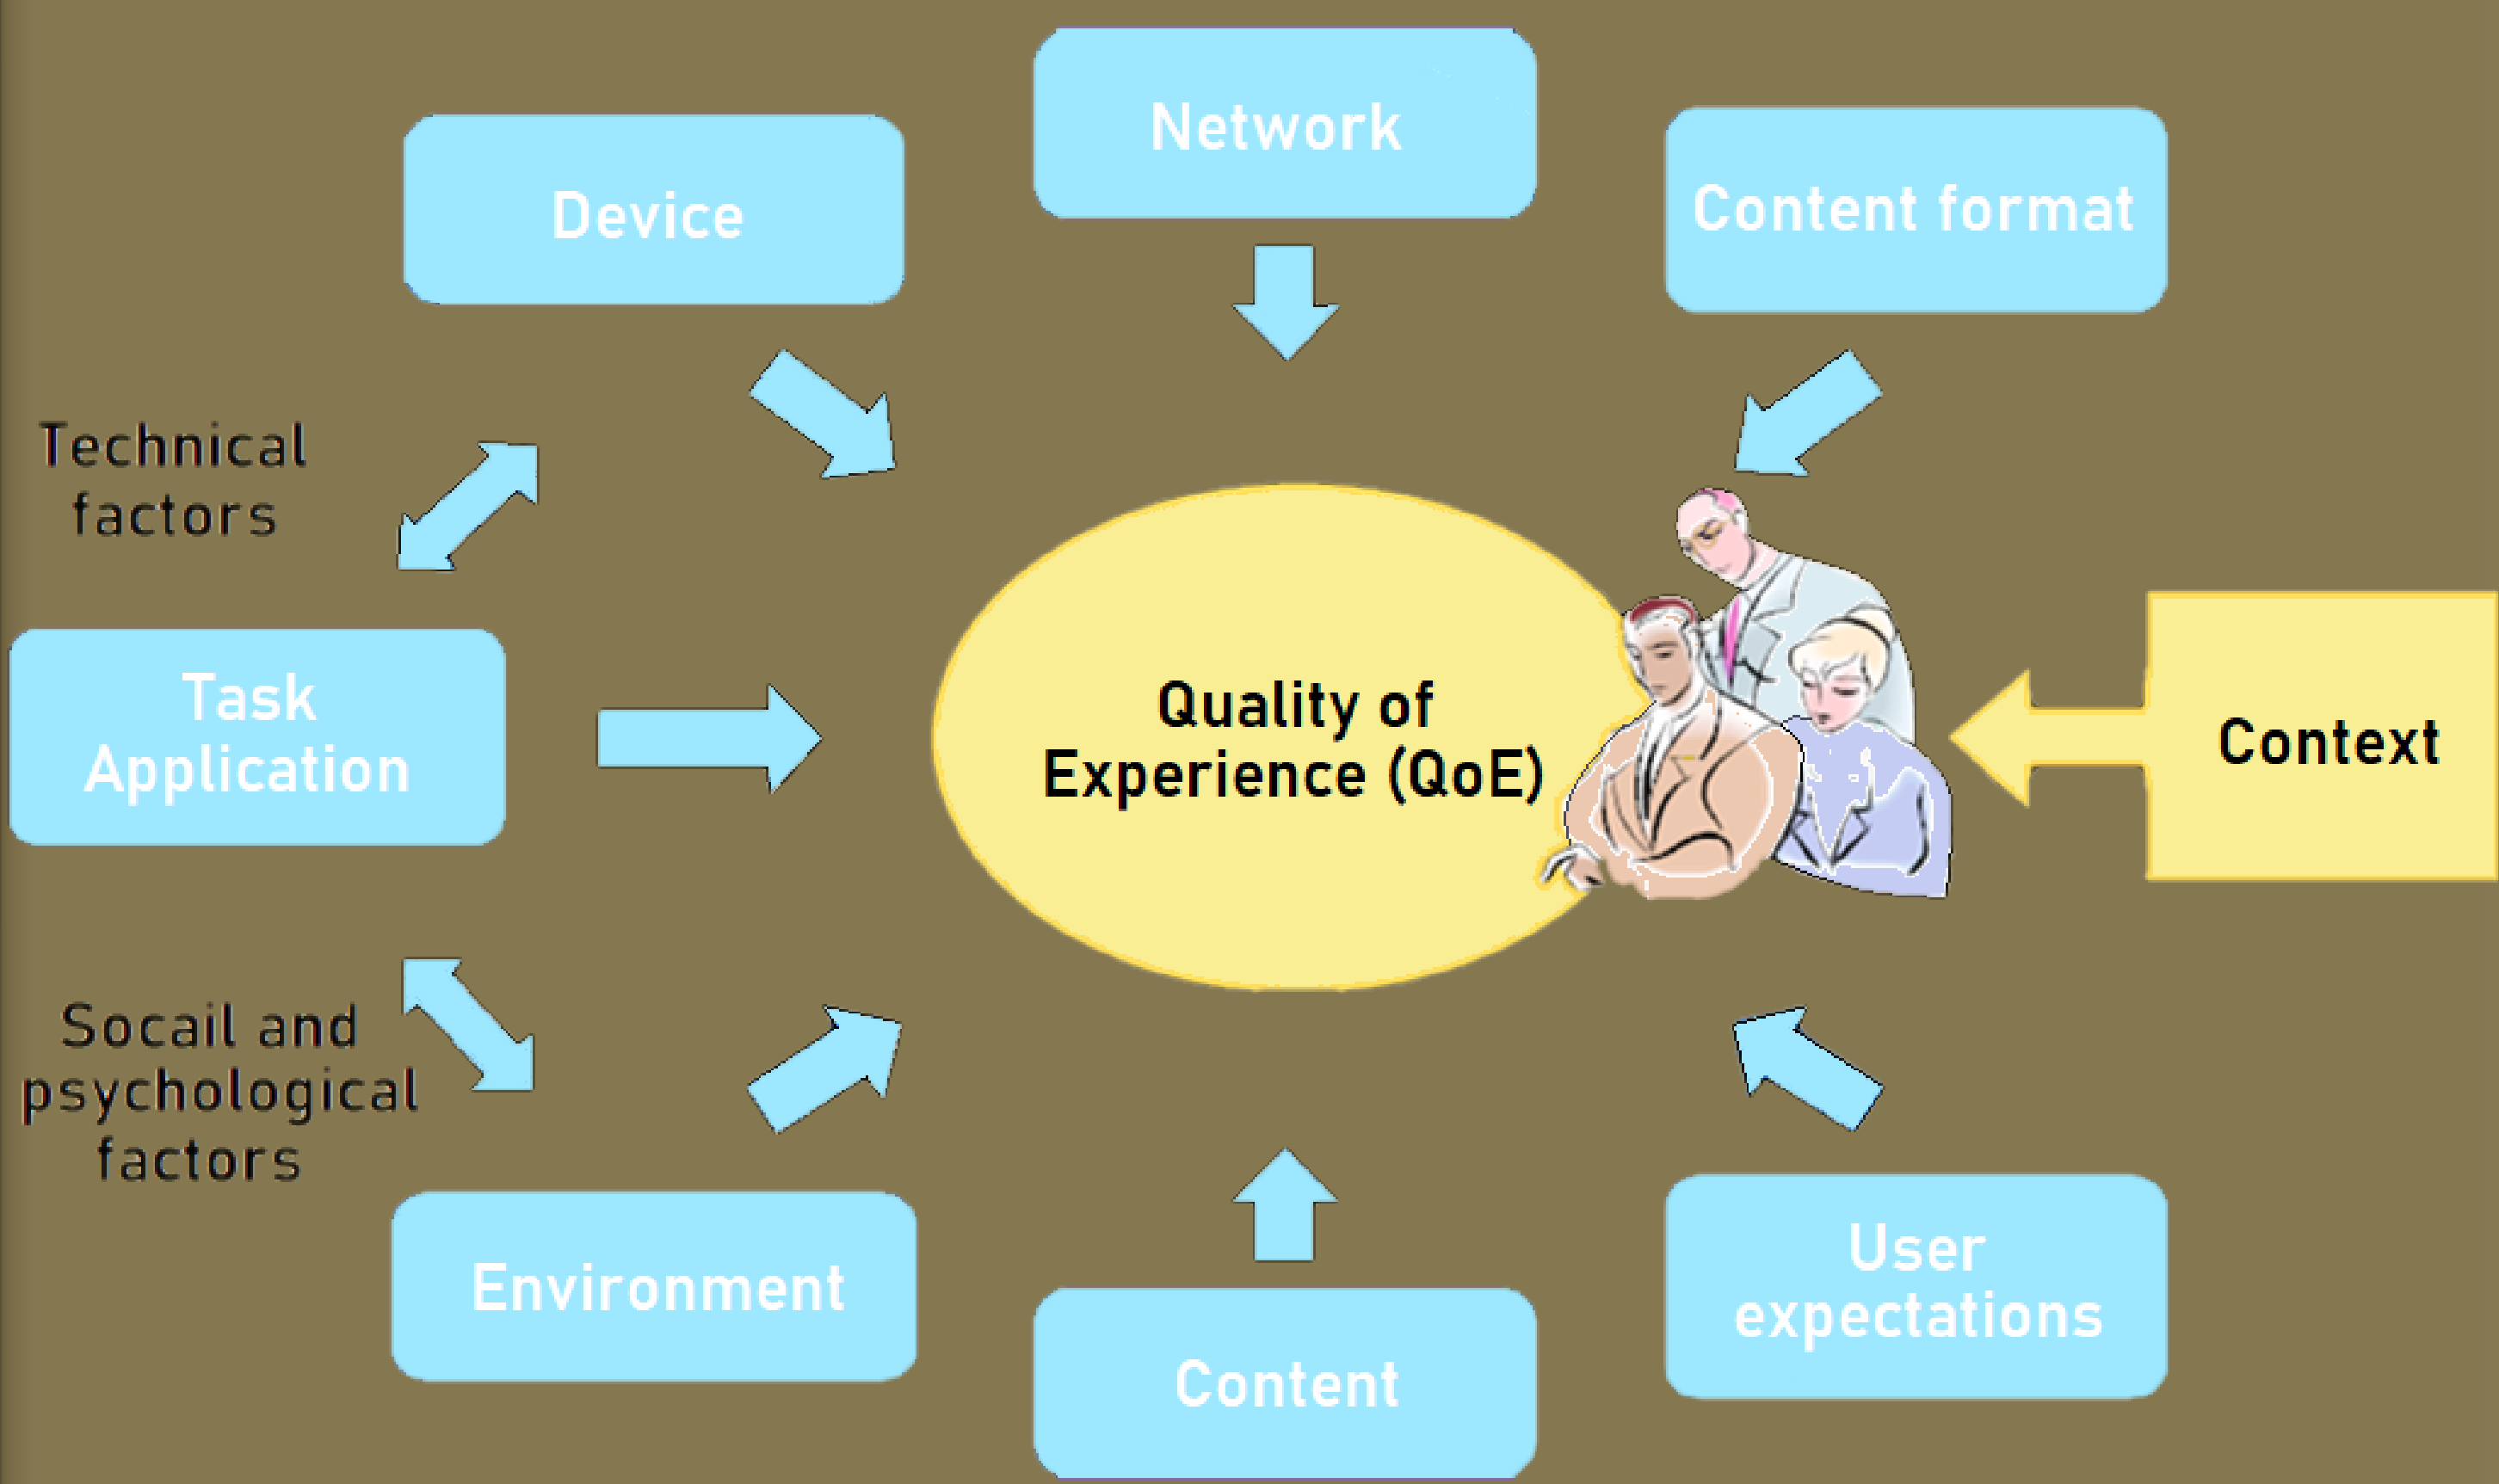 Network
Device
Content format
Technical
factors
Task
Application
Quality of
Experience (QoE)
Context
Socail and
psychological
factors
Environment
Content
User
expectations